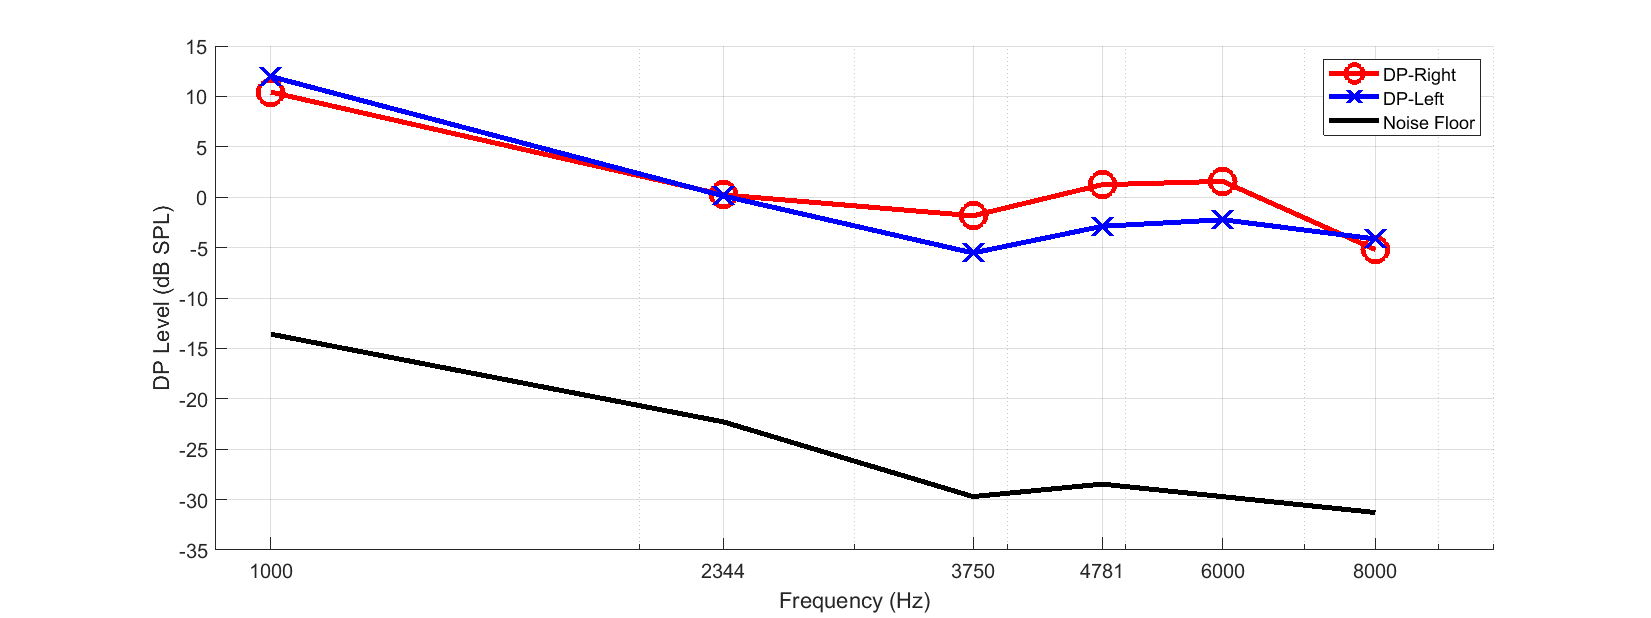 15
10
5
0
-5
-10
-15
-20
-25
-30
-35
DP Level (dB SPL)
DP-Right
DP-Left
Noise Floor
1000 2344 3750 4781 6000 8000
Frequency (Hz)